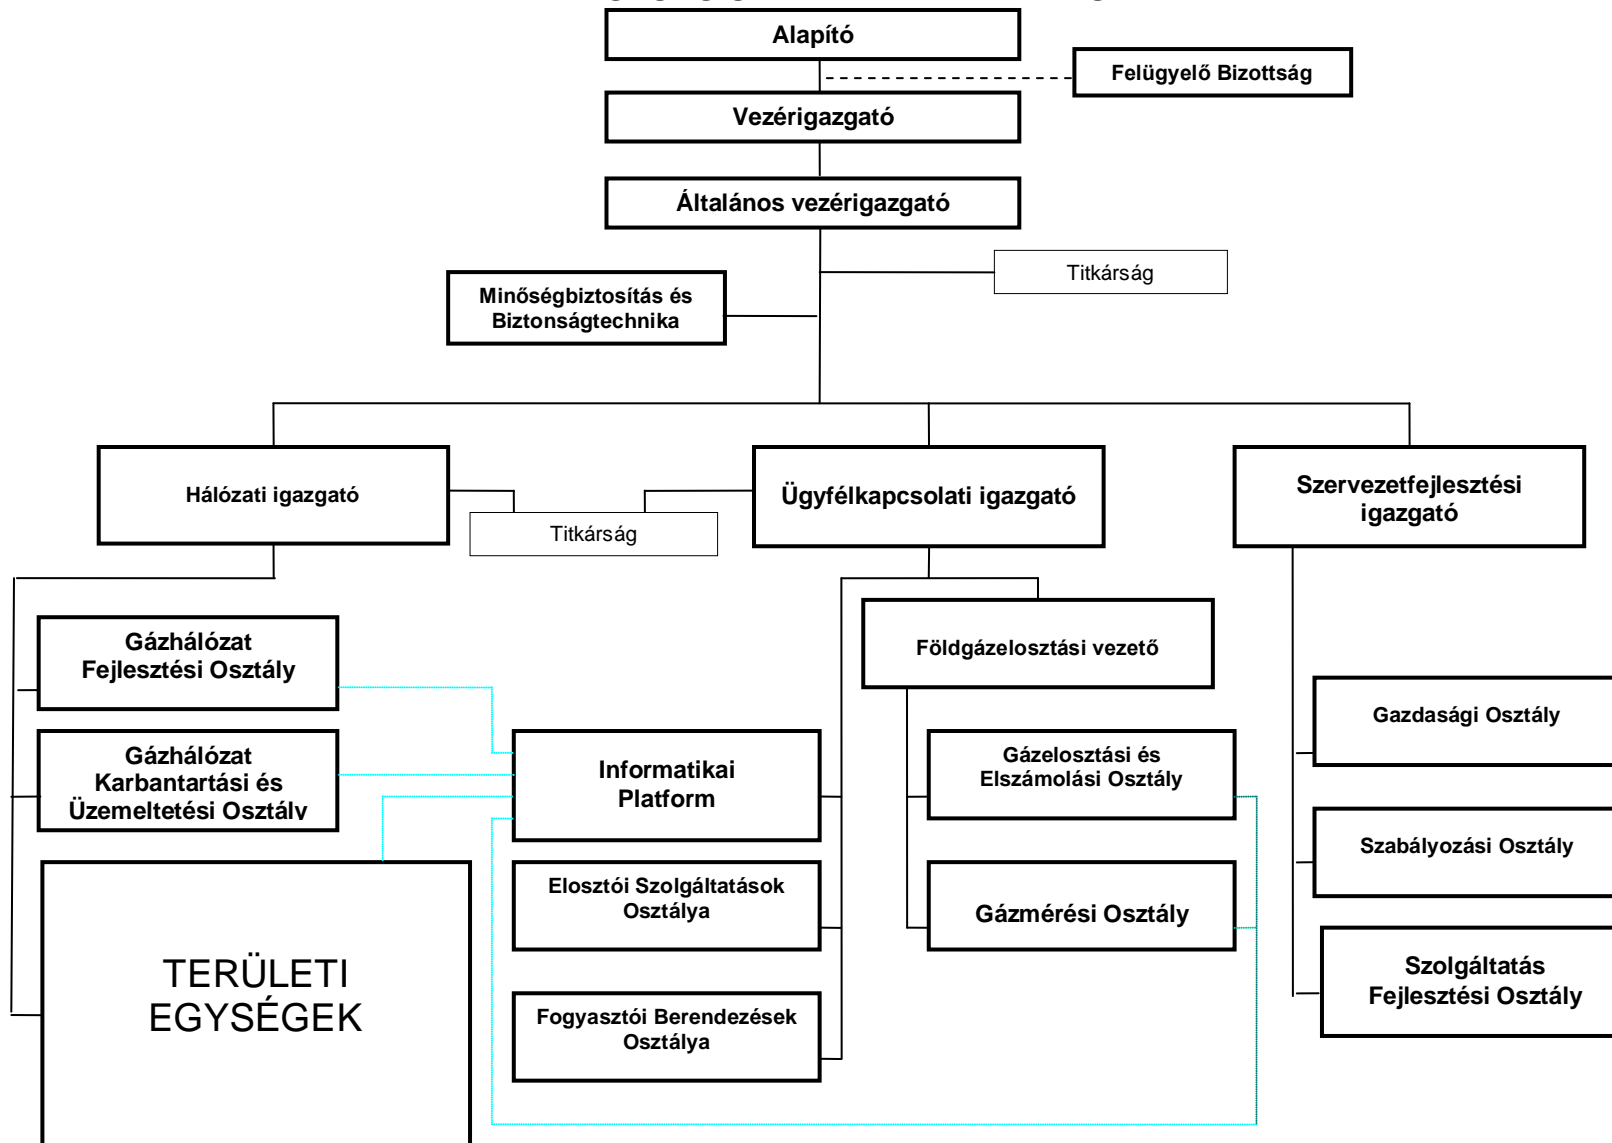 Alapító
Felügyelő Bizottság
Vezérigazgató
Általános vezérigazgató
Titkárság
Minőségbiztosítás és
Biztonságtechnika
Hálózati igazgató
Titkárság
Ügyfélkapcsolati igazgató
Szervezetfejlesztési
igazgató
Gázhálózat
Fejlesztési Osztály
Földgázelosztási vezető
Gazdasági Osztály
Gázhálózat
Karbantartási és
Üzemeltetési Osztály
Informatikai
Platform
Gázelosztási és
Elszámolási Osztály
Szabályozási Osztály
Elosztói Szolgáltatások
Osztálya
Gázmérési Osztály
TERÜLETI
EGYSÉGEK
Szolgáltatás
Fejlesztési Osztály
Fogyasztói Berendezések
Osztálya